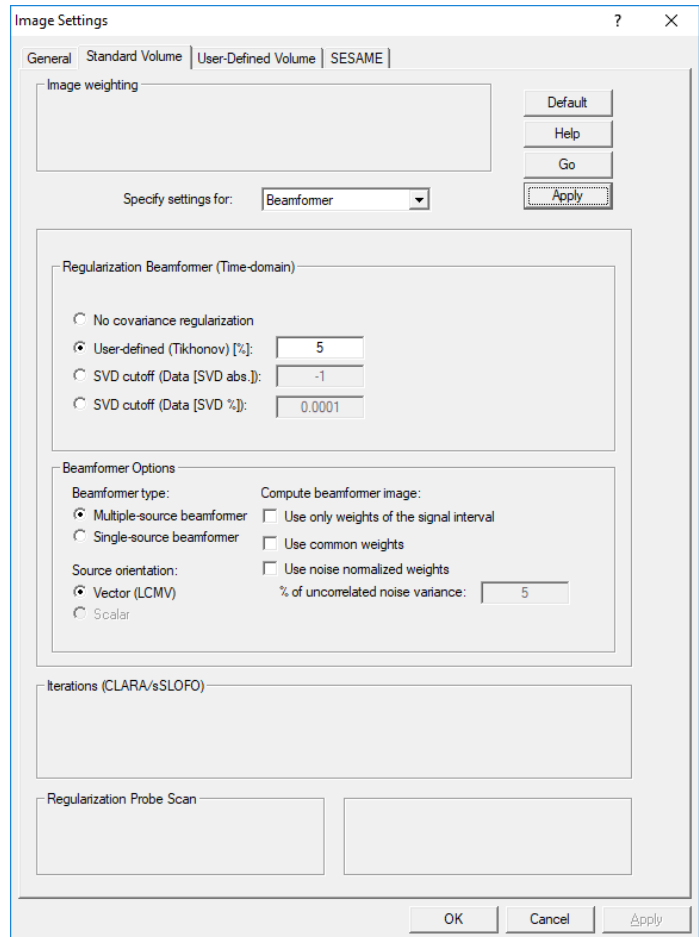 Image Settings ? ×
General Standard Volume User-Defined Volume SESAME
Image weighting
Default
Help
Go
Specify settings for: Beamformer Apply
Regularization Beamformer (Time-domain)
No covariance regularization
User-defined (Tikhonov) [%]: 5
SVD cutoff (Data [SVD abs.]): -1
SVD cutoff (Data [SVD %]): 0.0001
Beamformer Options
Beamformer type: Compute beamformer image:
Multiple-source beamformer Use only weights of the signal interval
Single-source beamformer Use common weights
Source orientation: Use noise normalized weights
Vector (LCMV) % of uncorrelated noise variance: 5
Scalar
Iterations (CLARA/sSLOFO)
Regularization Probe Scan
OK Cancel Apply